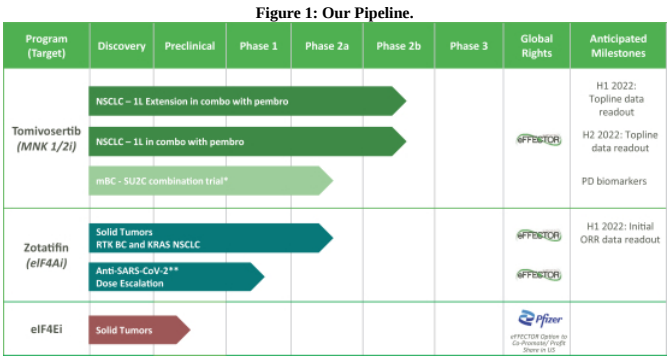 Figure 1: Our Pipeline.
Program
(Target)
Discovery
Preclinical
Phase 1
Phase 2a
Phase 2b
Phase 3
Global
Rights
Anticipated
Milestones
Tomivosertib
(MNK 1/2i)
NSCLC – 1L Extension in combo with pembro
H1 2022:
Topline data
readout
NSCLC – 1L in combo with pembro
eFFECTOR
H2 2022: Topline
data readout
mBC - SU2C combination trial*
PD biomarkers
Zotatifin
(eIF4Ai)
Solid Tumors
RTK BC and KRAS NSCLC
eFFECTOR
H1 2022: Initial
ORR data readout
Anti-SARS-CoV-2**
Dose Escalation
eFFECTOR
eIF4Ei
Solid Tumors
Pfizer
eFFECTOR Option to
Co-Promote/ Profit
Share in US